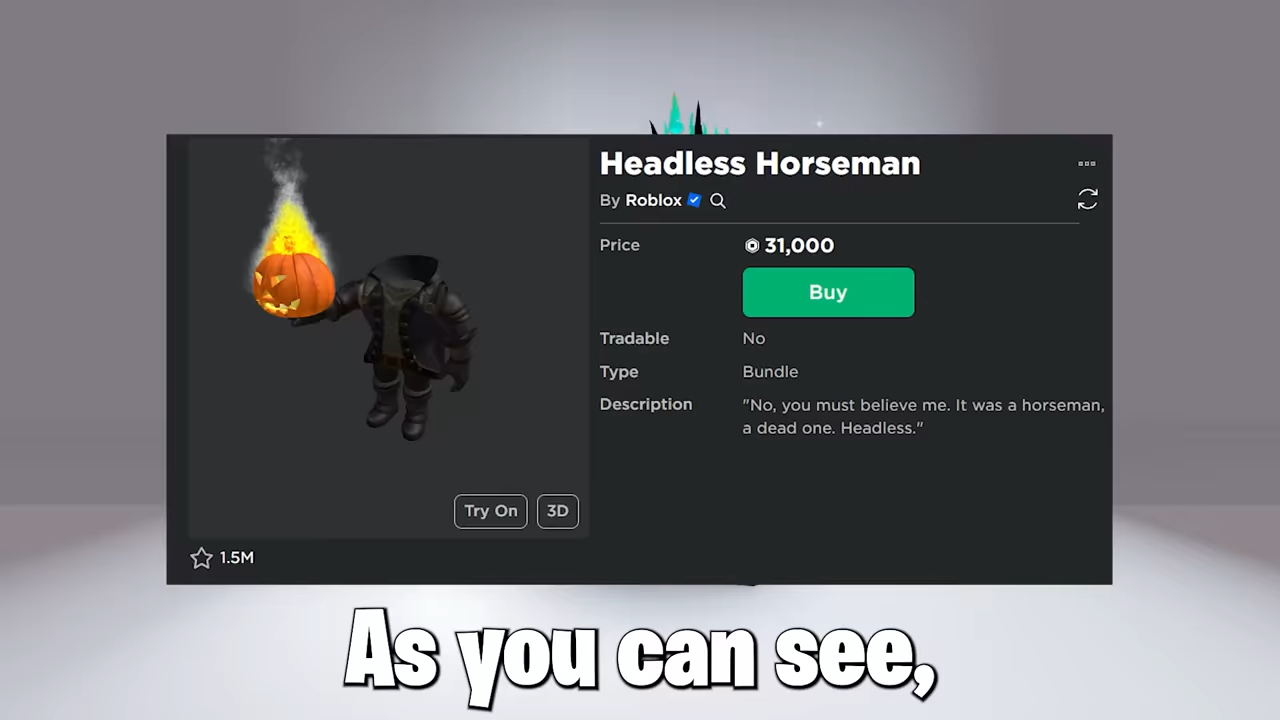 Headless Horseman
By Roblox
Price 31,000
Buy
Tradable No
Type Bundle
Description "No, you must believe me. It was a horseman,
a dead one. Headless."
Try On 3D
1.5M
As you can see,